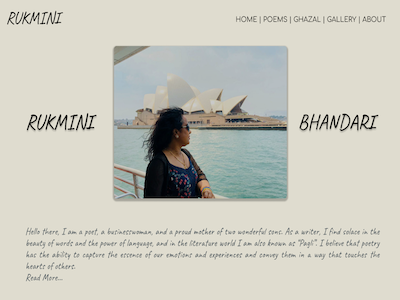 RUKMINI
HOME | POEMS | GHAZAL | GALLERY | ABOUT
RUKMINI
BHANDARI
Hello there, I am a poet, a businesswoman, and a proud mother of two wonderful sons. As a writer, I find solace in the
beauty of words and the power of language, and in the literature world I am also known as "Pagli". I believe that poetry
has the ability to capture the essence of our emotions and experiences and convey them in a way that touches the
hearts of others.
Read More...